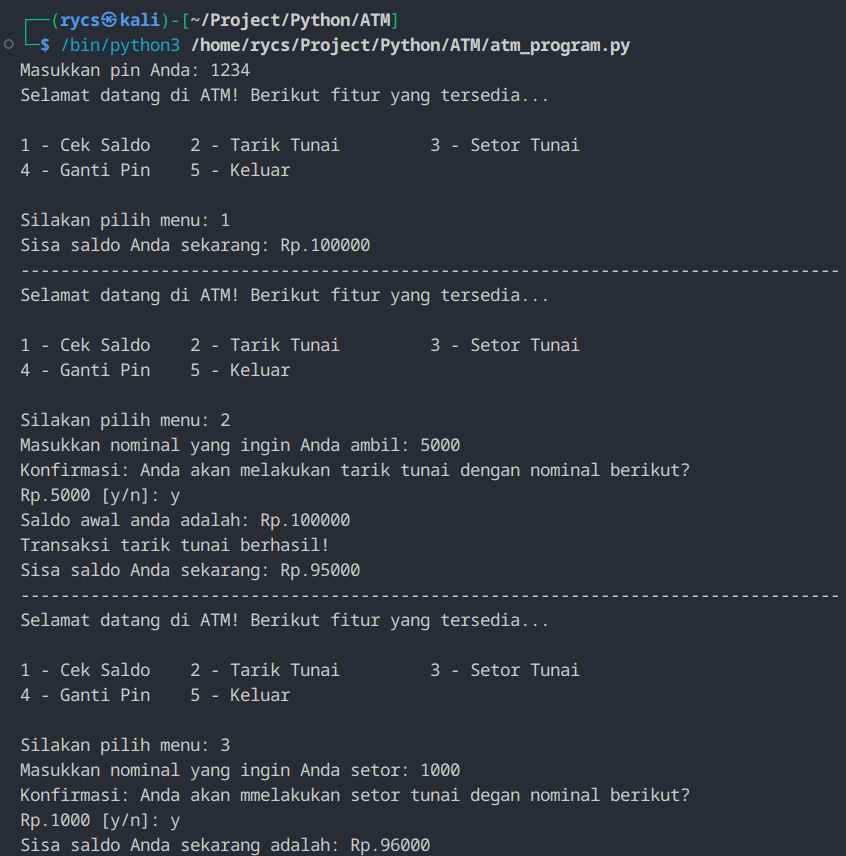 ┌──(rycs㉿kali)-[~/Project/Python/ATM]
└─$ /bin/python3 /home/rycs/Project/Python/ATM/atm_program.py
Masukkan pin Anda: 1234
Selamat datang di ATM! Berikut fitur yang tersedia...

1 - Cek Saldo    2 - Tarik Tunai         3 - Setor Tunai
4 - Ganti Pin    5 - Keluar

Silakan pilih menu: 1
Sisa saldo Anda sekarang: Rp.100000
----------------------------------------------------------------------------------
Selamat datang di ATM! Berikut fitur yang tersedia...

1 - Cek Saldo    2 - Tarik Tunai         3 - Setor Tunai
4 - Ganti Pin    5 - Keluar

Silakan pilih menu: 2
Masukkan nominal yang ingin Anda ambil: 5000
Konfirmasi: Anda akan melakukan tarik tunai dengan nominal berikut?
Rp.5000 [y/n]: y
Saldo awal anda adalah: Rp.100000
Transaksi tarik tunai berhasil!
Sisa saldo Anda sekarang: Rp.95000
----------------------------------------------------------------------------------
Selamat datang di ATM! Berikut fitur yang tersedia...

1 - Cek Saldo    2 - Tarik Tunai         3 - Setor Tunai
4 - Ganti Pin    5 - Keluar

Silakan pilih menu: 3
Masukkan nominal yang ingin Anda setor: 1000
Konfirmasi: Anda akan mmelakukan setor tunai degan nominal berikut?
Rp.1000 [y/n]: y
Sisa saldo Anda sekarang adalah: Rp.96000